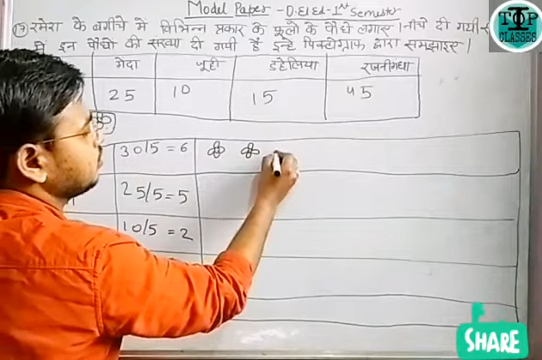 Model Paper - D.El.Ed - 1st Semester
रमेश के बगीचे में विभिन्न प्रकार के फूलो के पौधे लगाए। नीचे दी गयी
में इन पौधो की संख्या दी गयी है इन्हे पिक्टोग्राफ द्वारा समझाइए।
गेंदा जूही डहेलिया रजनीगंधा
25 10 15 45
30/5 = 6
25/5 = 5
10/5 = 2
TOP
CLASSES
SHARE